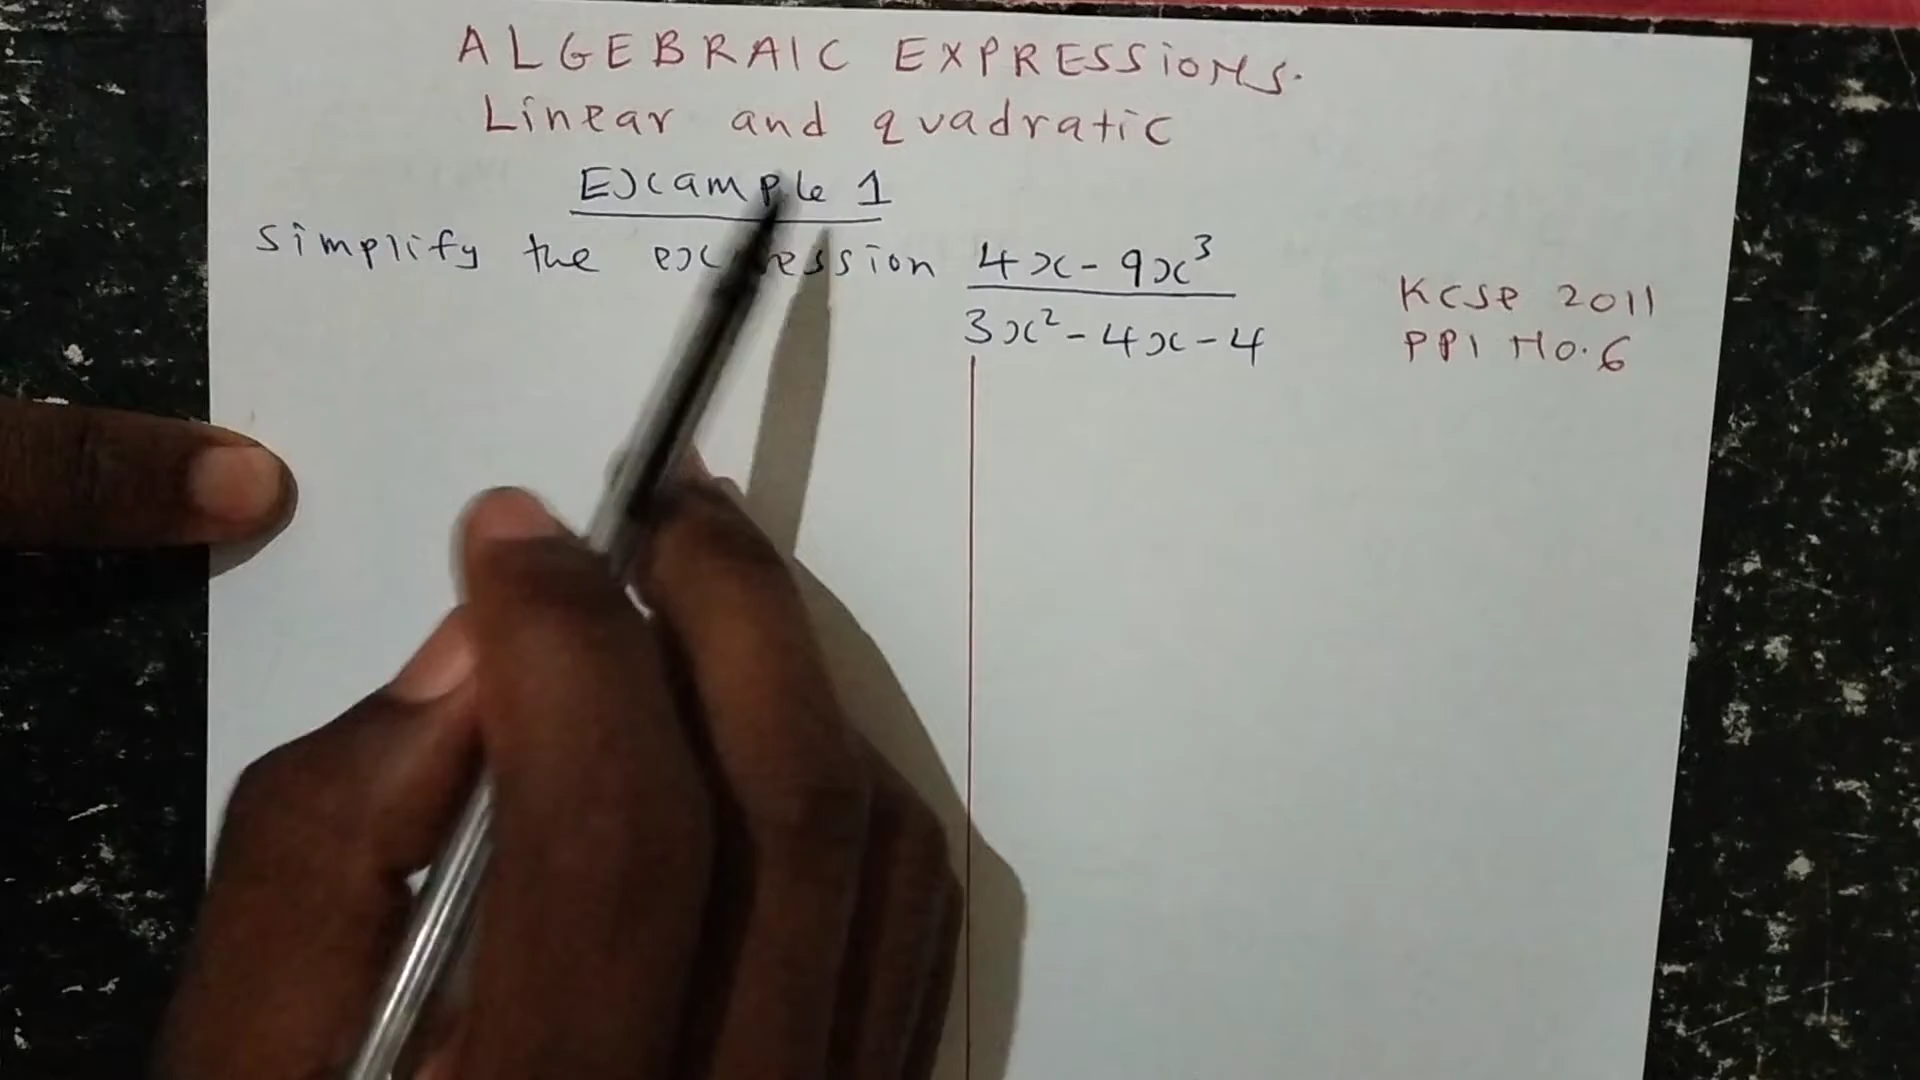 ALGEBRAIC EXPRESSIONS.
Linear and quadratic
Example 1
Simplify the expression 4x - 9x³
3x² - 4x - 4
KCSE 2011
PP1 No. 6